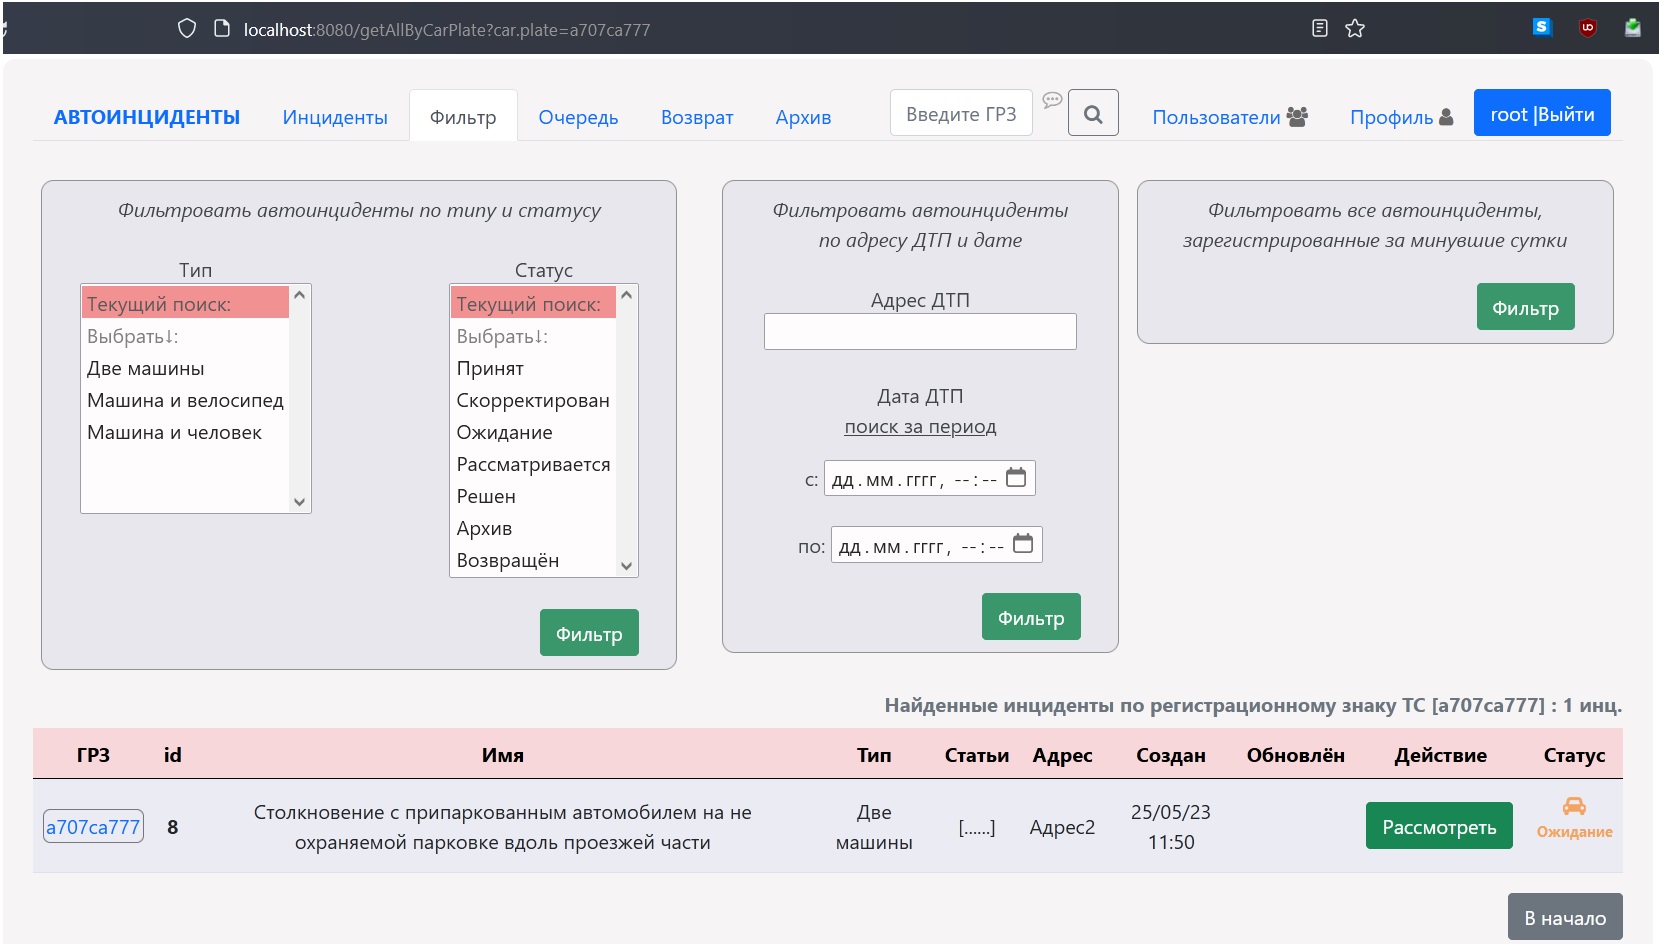 localhost:8080/getAllByCarPlate?car.plate=a707ca777
АВТОИНЦИДЕНТЫ Инциденты Фильтр Очередь Возврат Архив Введите ГРЗ Пользователи Профиль root |Выйти
Фильтровать автоинциденты по типу и статусу
Тип
Текущий поиск:
Выбрать↓:
Две машины
Машина и велосипед
Машина и человек
Статус
Текущий поиск:
Выбрать↓:
Принят
Скорректирован
Ожидание
Рассматривается
Решен
Архив
Возвращён
Фильтр
Фильтровать автоинциденты
по адресу ДТП и дате
Адрес ДТП
Дата ДТП
поиск за период
с: дд.мм.гггг, --:--
по: дд.мм.гггг, --:--
Фильтр
Фильтровать все автоинциденты,
зарегистрированные за минувшие сутки
Фильтр
Найденные инциденты по регистрационному знаку ТС [а707са777] : 1 инц.
ГРЗ id Имя Тип Статьи Адрес Создан Обновлён Действие Статус
а707са777 8 Столкновение с припаркованным автомобилем на не
охраняемой парковке вдоль проезжей части
Две
машины
[......] Адрес2
25/05/23
11:50
Рассмотреть
Ожидание
В начало